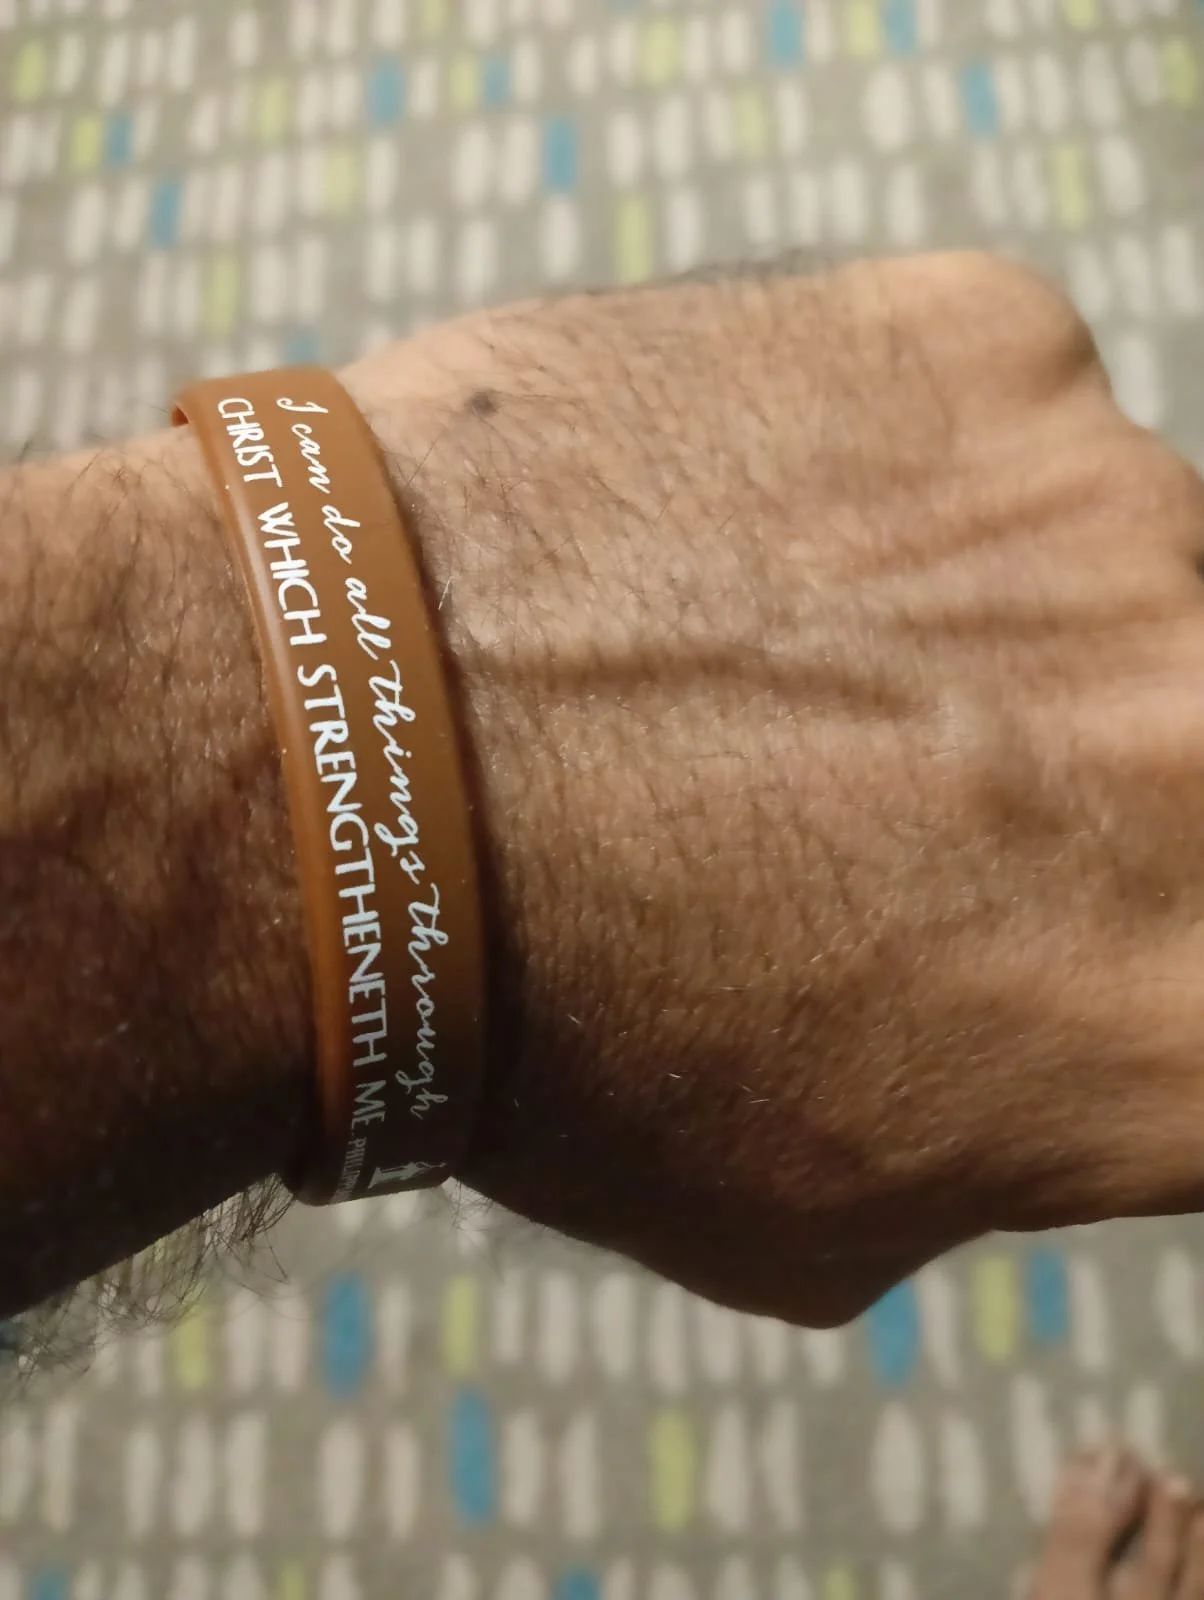 I can do all things through
CHRIST WHICH STRENGTHENETH ME.